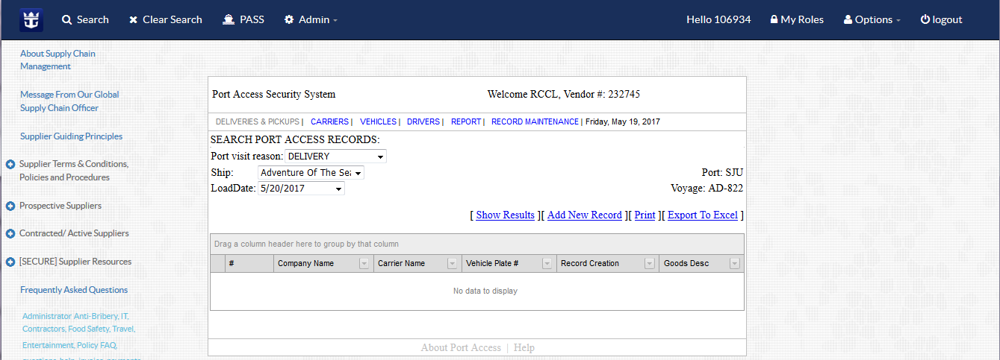 Search Clear Search PASS Admin Hello 106934 My Roles Options logout
About Supply Chain
Management
Message From Our Global
Supply Chain Officer
Supplier Guiding Principles
Supplier Terms & Conditions,
Policies and Procedures
Prospective Suppliers
Contracted/ Active Suppliers
[SECURE] Supplier Resources
Frequently Asked Questions
Administrator Anti-Bribery, IT,
Contractors, Food Safety, Travel,
Entertainment, Policy FAQ,
questions, help, invoice, payments
Port Access Security System Welcome RCCL, Vendor #: 232745
DELIVERIES & PICKUPS | CARRIERS | VEHICLES | DRIVERS | REPORT | RECORD MAINTENANCE | Friday, May 19, 2017
SEARCH PORT ACCESS RECORDS:
Port visit reason: DELIVERY
Ship: Adventure Of The Sea Port: SJU
LoadDate: 5/20/2017 Voyage: AD-822
[ Show Results ][ Add New Record ][ Print ][ Export To Excel ]
Drag a column header here to group by that column
# Company Name Carrier Name Vehicle Plate # Record Creation Goods Desc
No data to display
About Port Access | Help